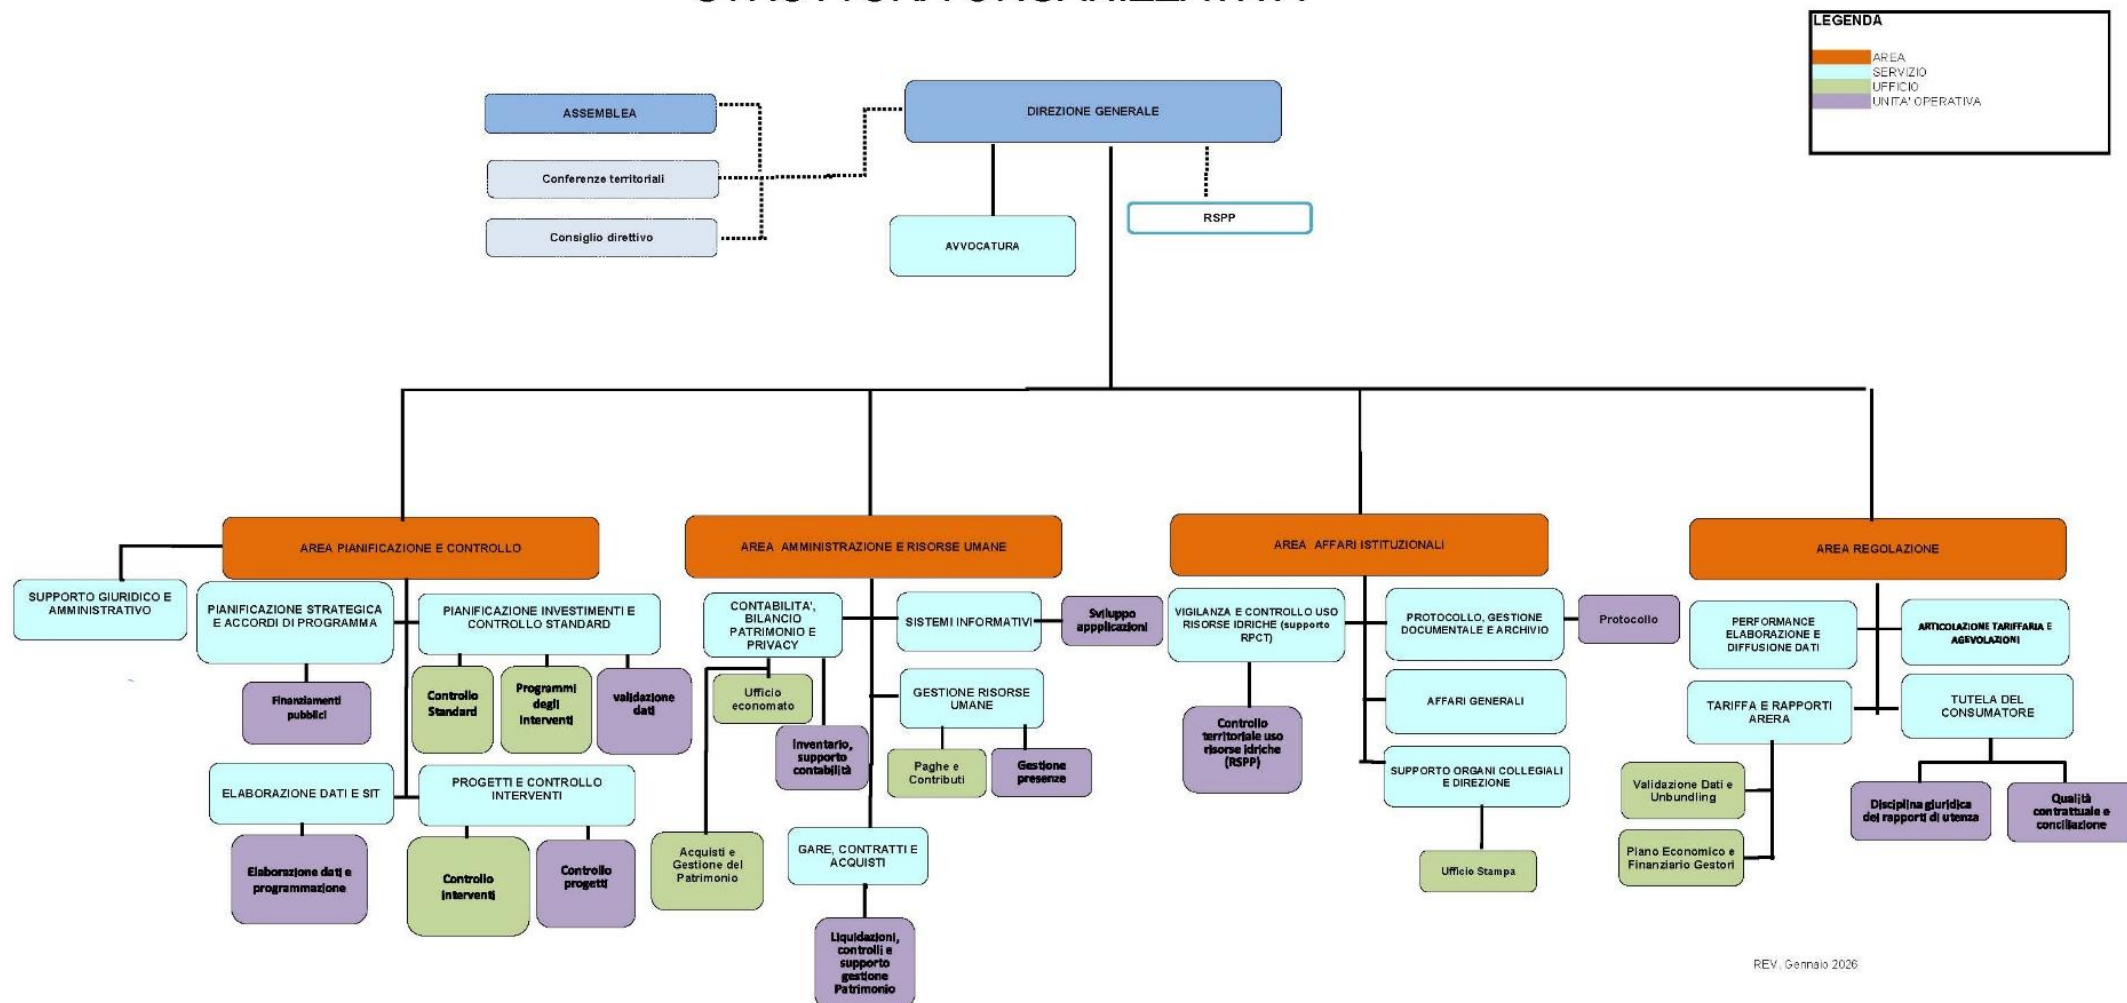 LEGENDA
AREA
SERVIZIO
UFFICIO
UNITA' OPERATIVA
ASSEMBLEA
DIREZIONE GENERALE
Conferenze territoriali
Consiglio direttivo
RSPP
AVVOCATURA
AREA PIANIFICAZIONE E CONTROLLO
AREA AMMINISTRAZIONE E RISORSE UMANE
AREA AFFARI ISTITUZIONALI
AREA REGOLAZIONE
SUPPORTO GIURIDICO E
AMMINISTRATIVO
PIANIFICAZIONE STRATEGICA
E ACCORDI DI PROGRAMMA
PIANIFICAZIONE INVESTIMENTI E
CONTROLLO STANDARD
Finanziamenti
pubblici
Controllo
Standard
Programmi
degli
Interventi
validazione
dati
ELABORAZIONE DATI E SIT
PROGETTI E CONTROLLO
INTERVENTI
Elaborazione dati e
programmazione
Controllo
interventi
Controllo
progetti
CONTABILITA',
BILANCIO
PATRIMONIO E
PRIVACY
SISTEMI INFORMATIVI
Sviluppo
appplicazioni
Ufficio
economato
Inventario,
supporto
contabilità
GESTIONE RISORSE
UMANE
Paghe e
Contributi
Gestione
presenze
Acquisti e
Gestione del
Patrimonio
GARE, CONTRATTI E
ACQUISTI
Liquidazioni,
controlli e
supporto
gestione
Patrimonio
VIGILANZA E CONTROLLO USO
RISORSE IDRICHE (supporto
RPCT)
PROTOCOLLO, GESTIONE
DOCUMENTALE E ARCHIVIO
Protocollo
Controllo
territoriale uso
risorse idriche
(RSPP)
AFFARI GENERALI
SUPPORTO ORGANI COLLEGIALI
E DIREZIONE
Ufficio Stampa
PERFORMANCE
ELABORAZIONE E
DIFFUSIONE DATI
ARTICOLAZIONE TARIFFARIA E
AGEVOLAZIONI
TARIFFA E RAPPORTI
ARERA
TUTELA DEL
CONSUMATORE
Validazione Dati e
Unbundling
Piano Economico e
Finanziario Gestori
Disciplina giuridica
dei rapporti di utenza
Qualità
contrattuale e
conciliazione
REV. Gennaio 2026